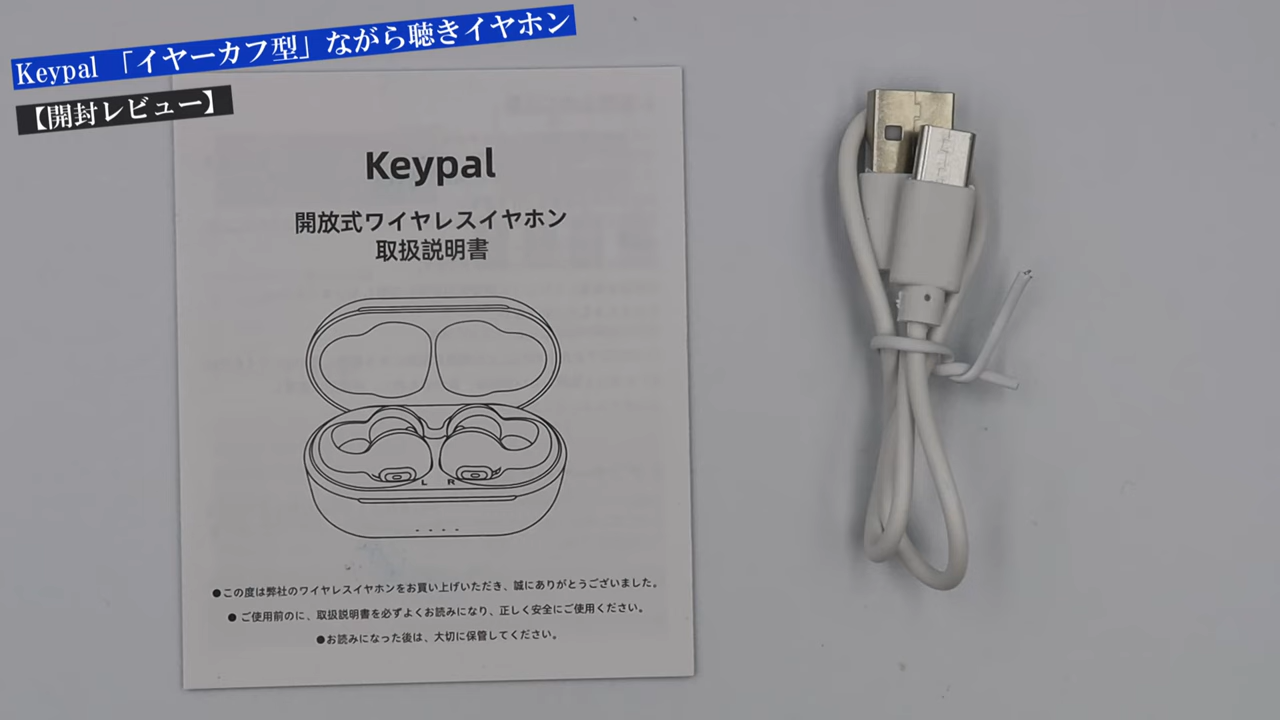 Keypal 「イヤーカフ型」ながら聴きイヤホン
【開封レビュー】
Keypal
開放式ワイヤレスイヤホン
取扱説明書
L R
●この度は弊社のワイヤレスイヤホンをお買い上げいただき、誠にありがとうございました。
● ご使用前のに、取扱説明書を必ずよくお読みになり、正しく安全にご使用ください。
●お読みになった後は、大切に保管してください。